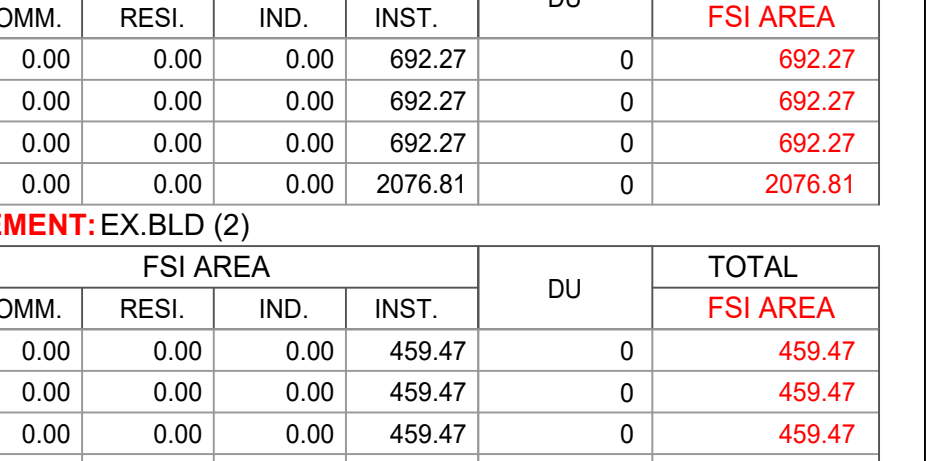 OMM. RESI. IND. INST. DU FSI AREA
0.00 0.00 0.00 692.27 0 692.27
0.00 0.00 0.00 692.27 0 692.27
0.00 0.00 0.00 692.27 0 692.27
0.00 0.00 0.00 2076.81 0 2076.81
EMENT: EX.BLD (2)
FSI AREA DU TOTAL
OMM. RESI. IND. INST. FSI AREA
0.00 0.00 0.00 459.47 0 459.47
0.00 0.00 0.00 459.47 0 459.47
0.00 0.00 0.00 459.47 0 459.47